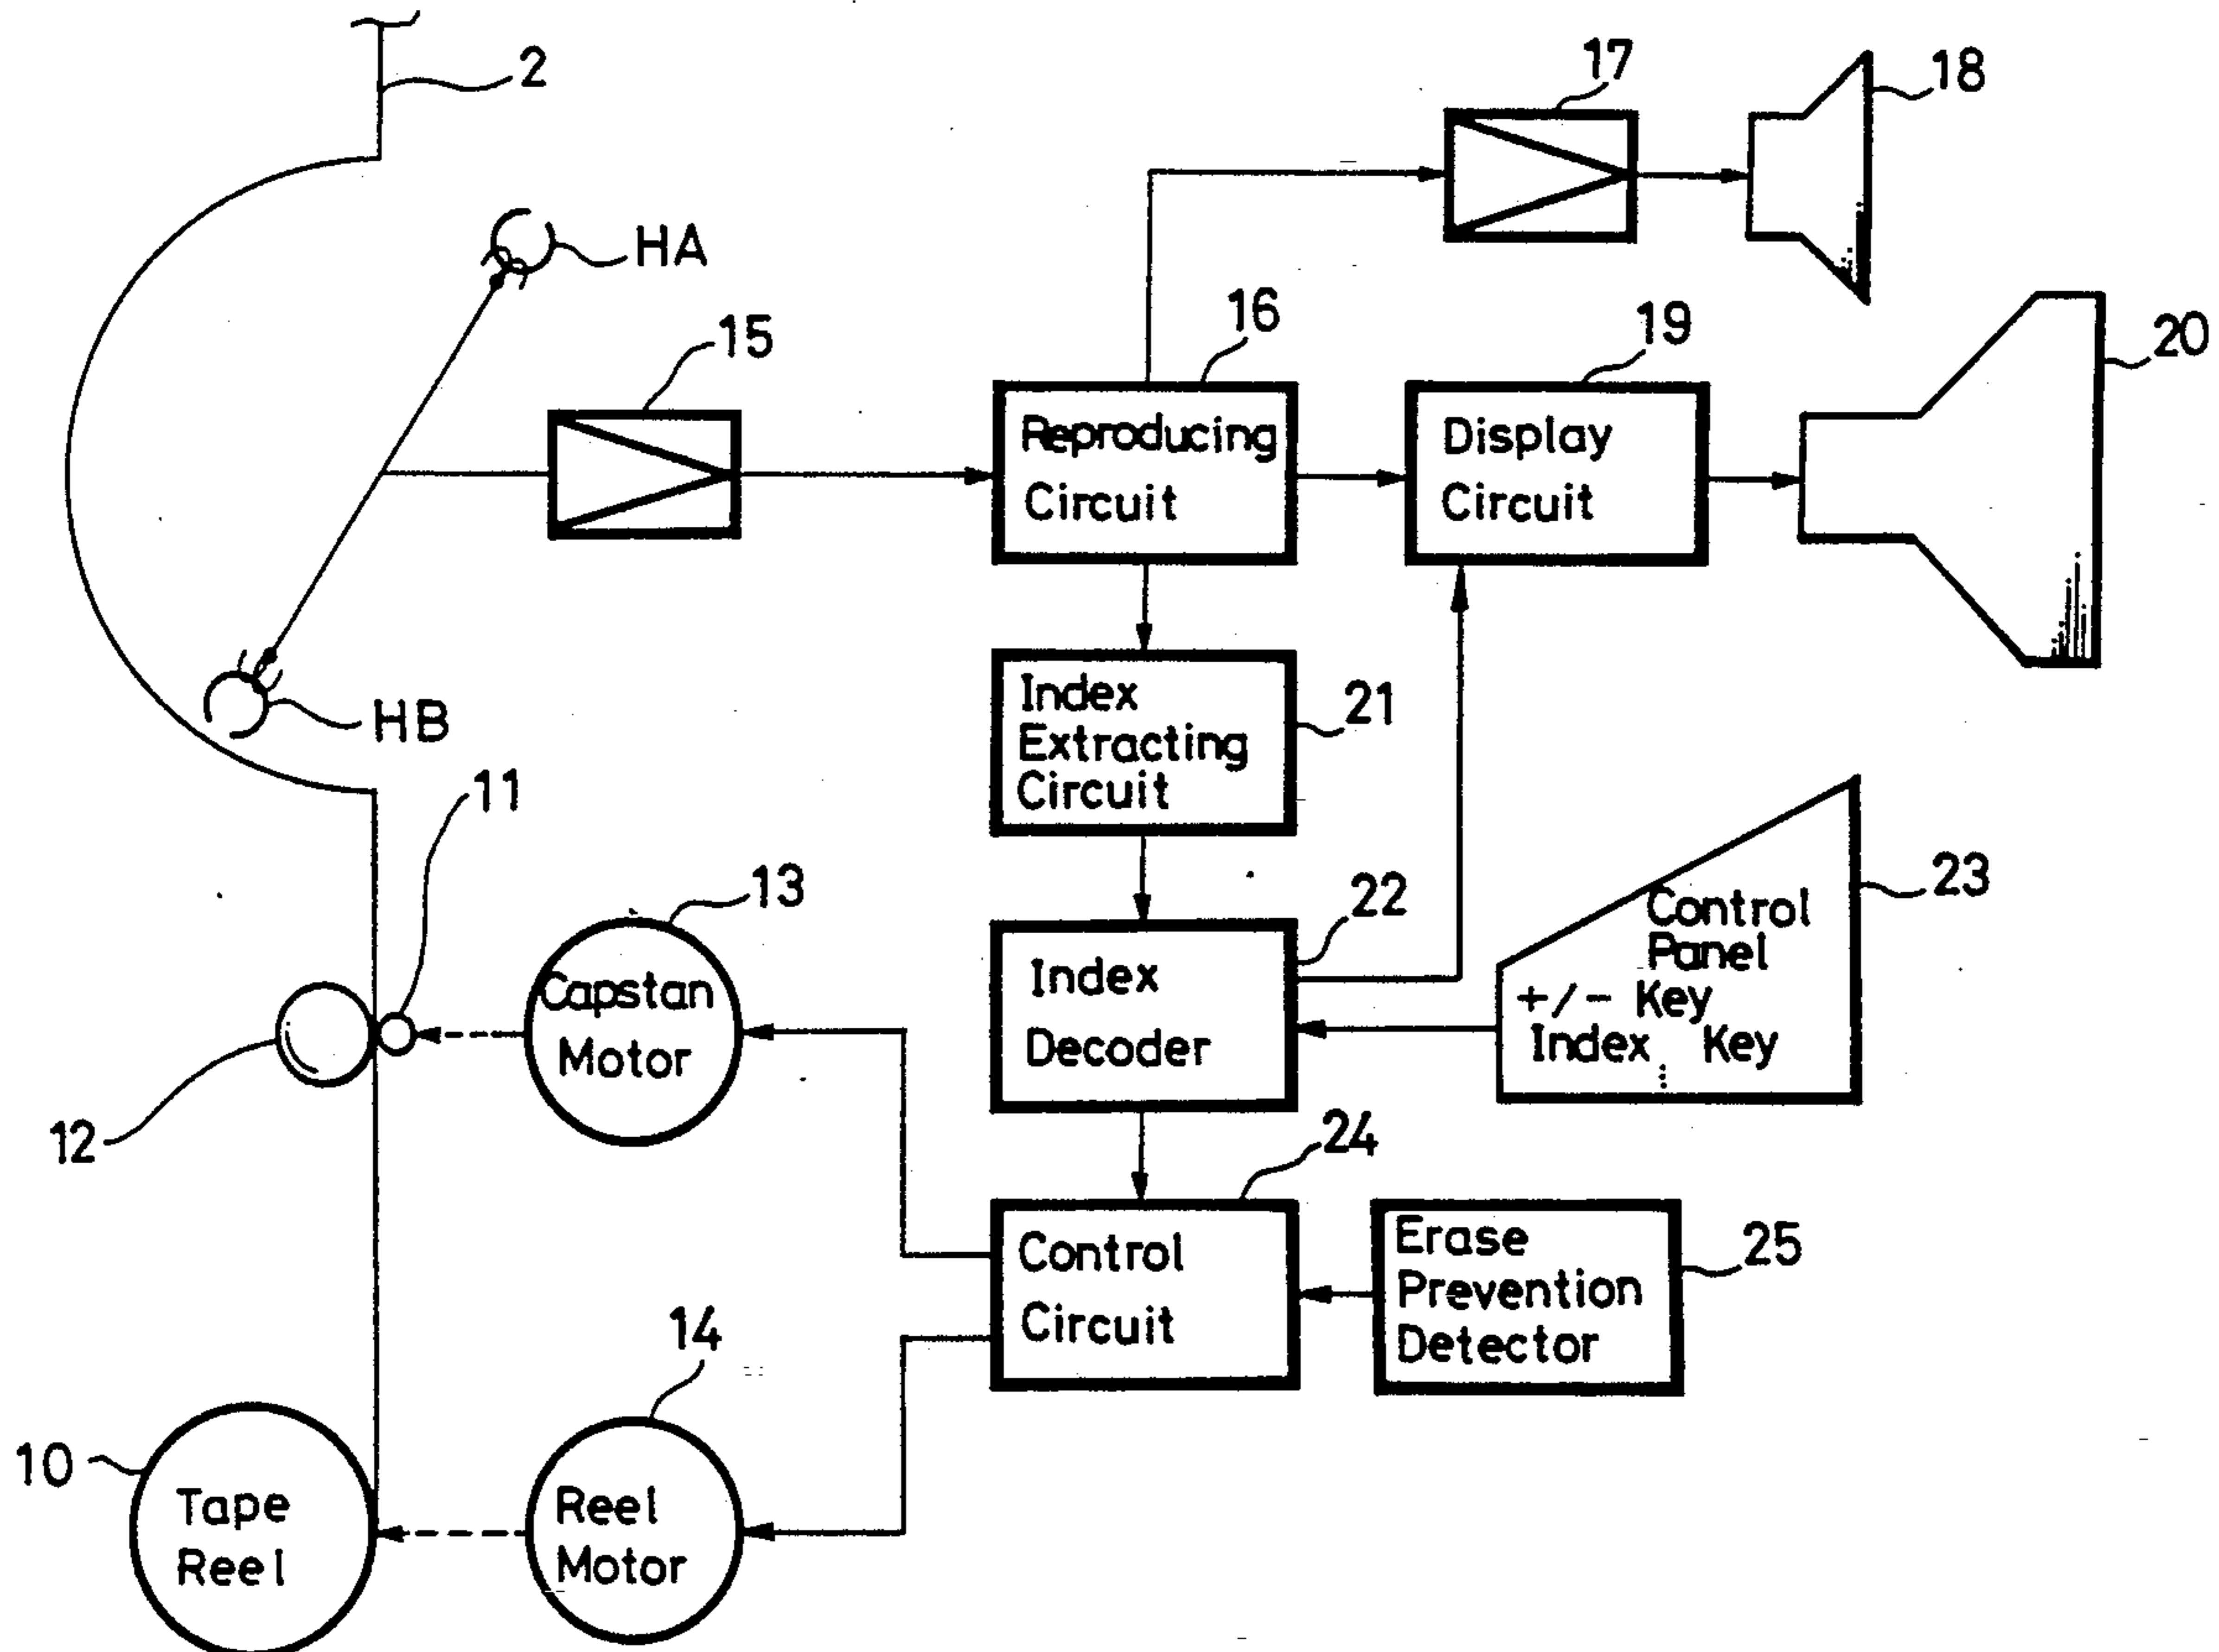 2
17
18
HA
15
16
19
20
Reproducing
Circuit
Display
Circuit
HB
Index
Extracting
Circuit
21
11
13
22
23
Capstan
Motor
Index
Decoder
Control
Panel
+/- Key
Index Key
12
24
Control
Circuit
Erase
Prevention
Detector
25
14
10
Tape
Reel
Reel
Motor